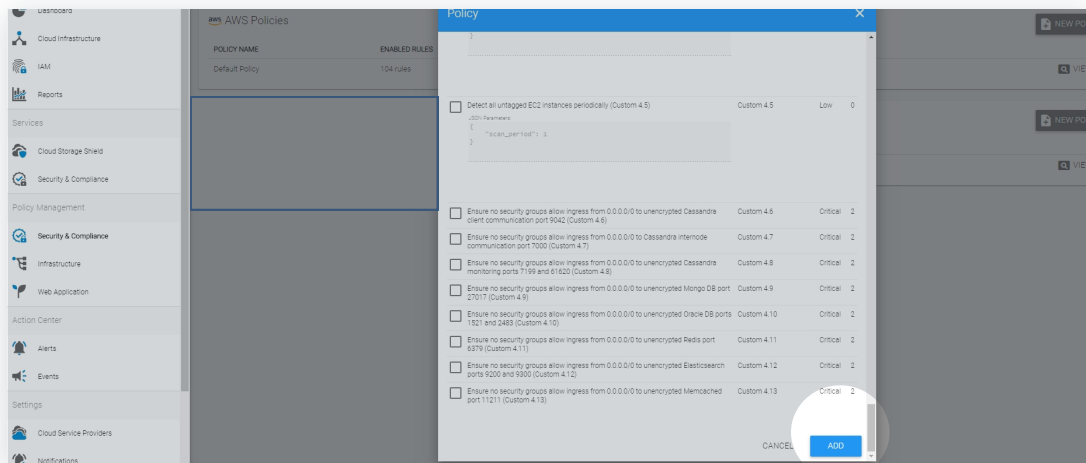 Dashboard
Cloud Infrastructure
IAM
Reports
Services
Cloud Storage Shield
Security & Compliance
Policy Management
Security & Compliance
Infrastructure
Web Application
Action Center
Alerts
Events
Settings
Cloud Service Providers
Notifications
aws AWS Policies
POLICY NAME ENABLED RULES
Default Policy 104 rules
NEW PO
VIE
NEW PO
VIE
Policy
}
Detect all untagged EC2 instances periodically (Custom 4.5) Custom 4.5 Low 0
JSON Parameters:
{
"scan_period": 1
}
Ensure no security groups allow ingress from 0.0.0.0/0 to unencrypted Cassandra Custom 4.6 Critical 2
client communication port 9042 (Custom 4.6)
Ensure no security groups allow ingress from 0.0.0.0/0 to Cassandra internode Custom 4.7 Critical 2
communication port 7000 (Custom 4.7)
Ensure no security groups allow ingress from 0.0.0.0/0 to unencrypted Cassandra Custom 4.8 Critical 2
monitoring ports 7199 and 61620 (Custom 4.8)
Ensure no security groups allow ingress from 0.0.0.0/0 to unencrypted Mongo DB port Custom 4.9 Critical 2
27017 (Custom 4.9)
Ensure no security groups allow ingress from 0.0.0.0/0 to unencrypted Oracle DB ports Custom 4.10 Critical 2
1521 and 2483 (Custom 4.10)
Ensure no security groups allow ingress from 0.0.0.0/0 to unencrypted Redis port Custom 4.11 Critical 2
6379 (Custom 4.11)
Ensure no security groups allow ingress from 0.0.0.0/0 to unencrypted Elasticsearch Custom 4.12 Critical 2
ports 9200 and 9300 (Custom 4.12)
Ensure no security groups allow ingress from 0.0.0.0/0 to unencrypted Memcached Custom 4.13 Critical 2
port 11211 (Custom 4.13)
CANCEL ADD